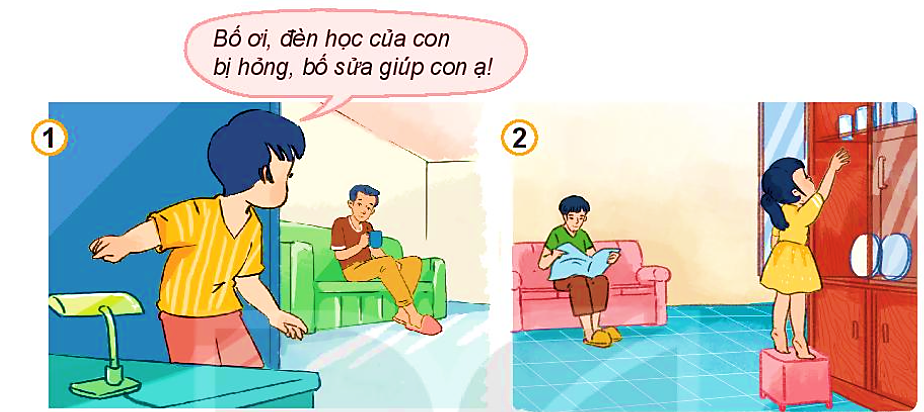 Bố ơi, đèn học của con
bị hỏng, bố sửa giúp con ạ!
1
2